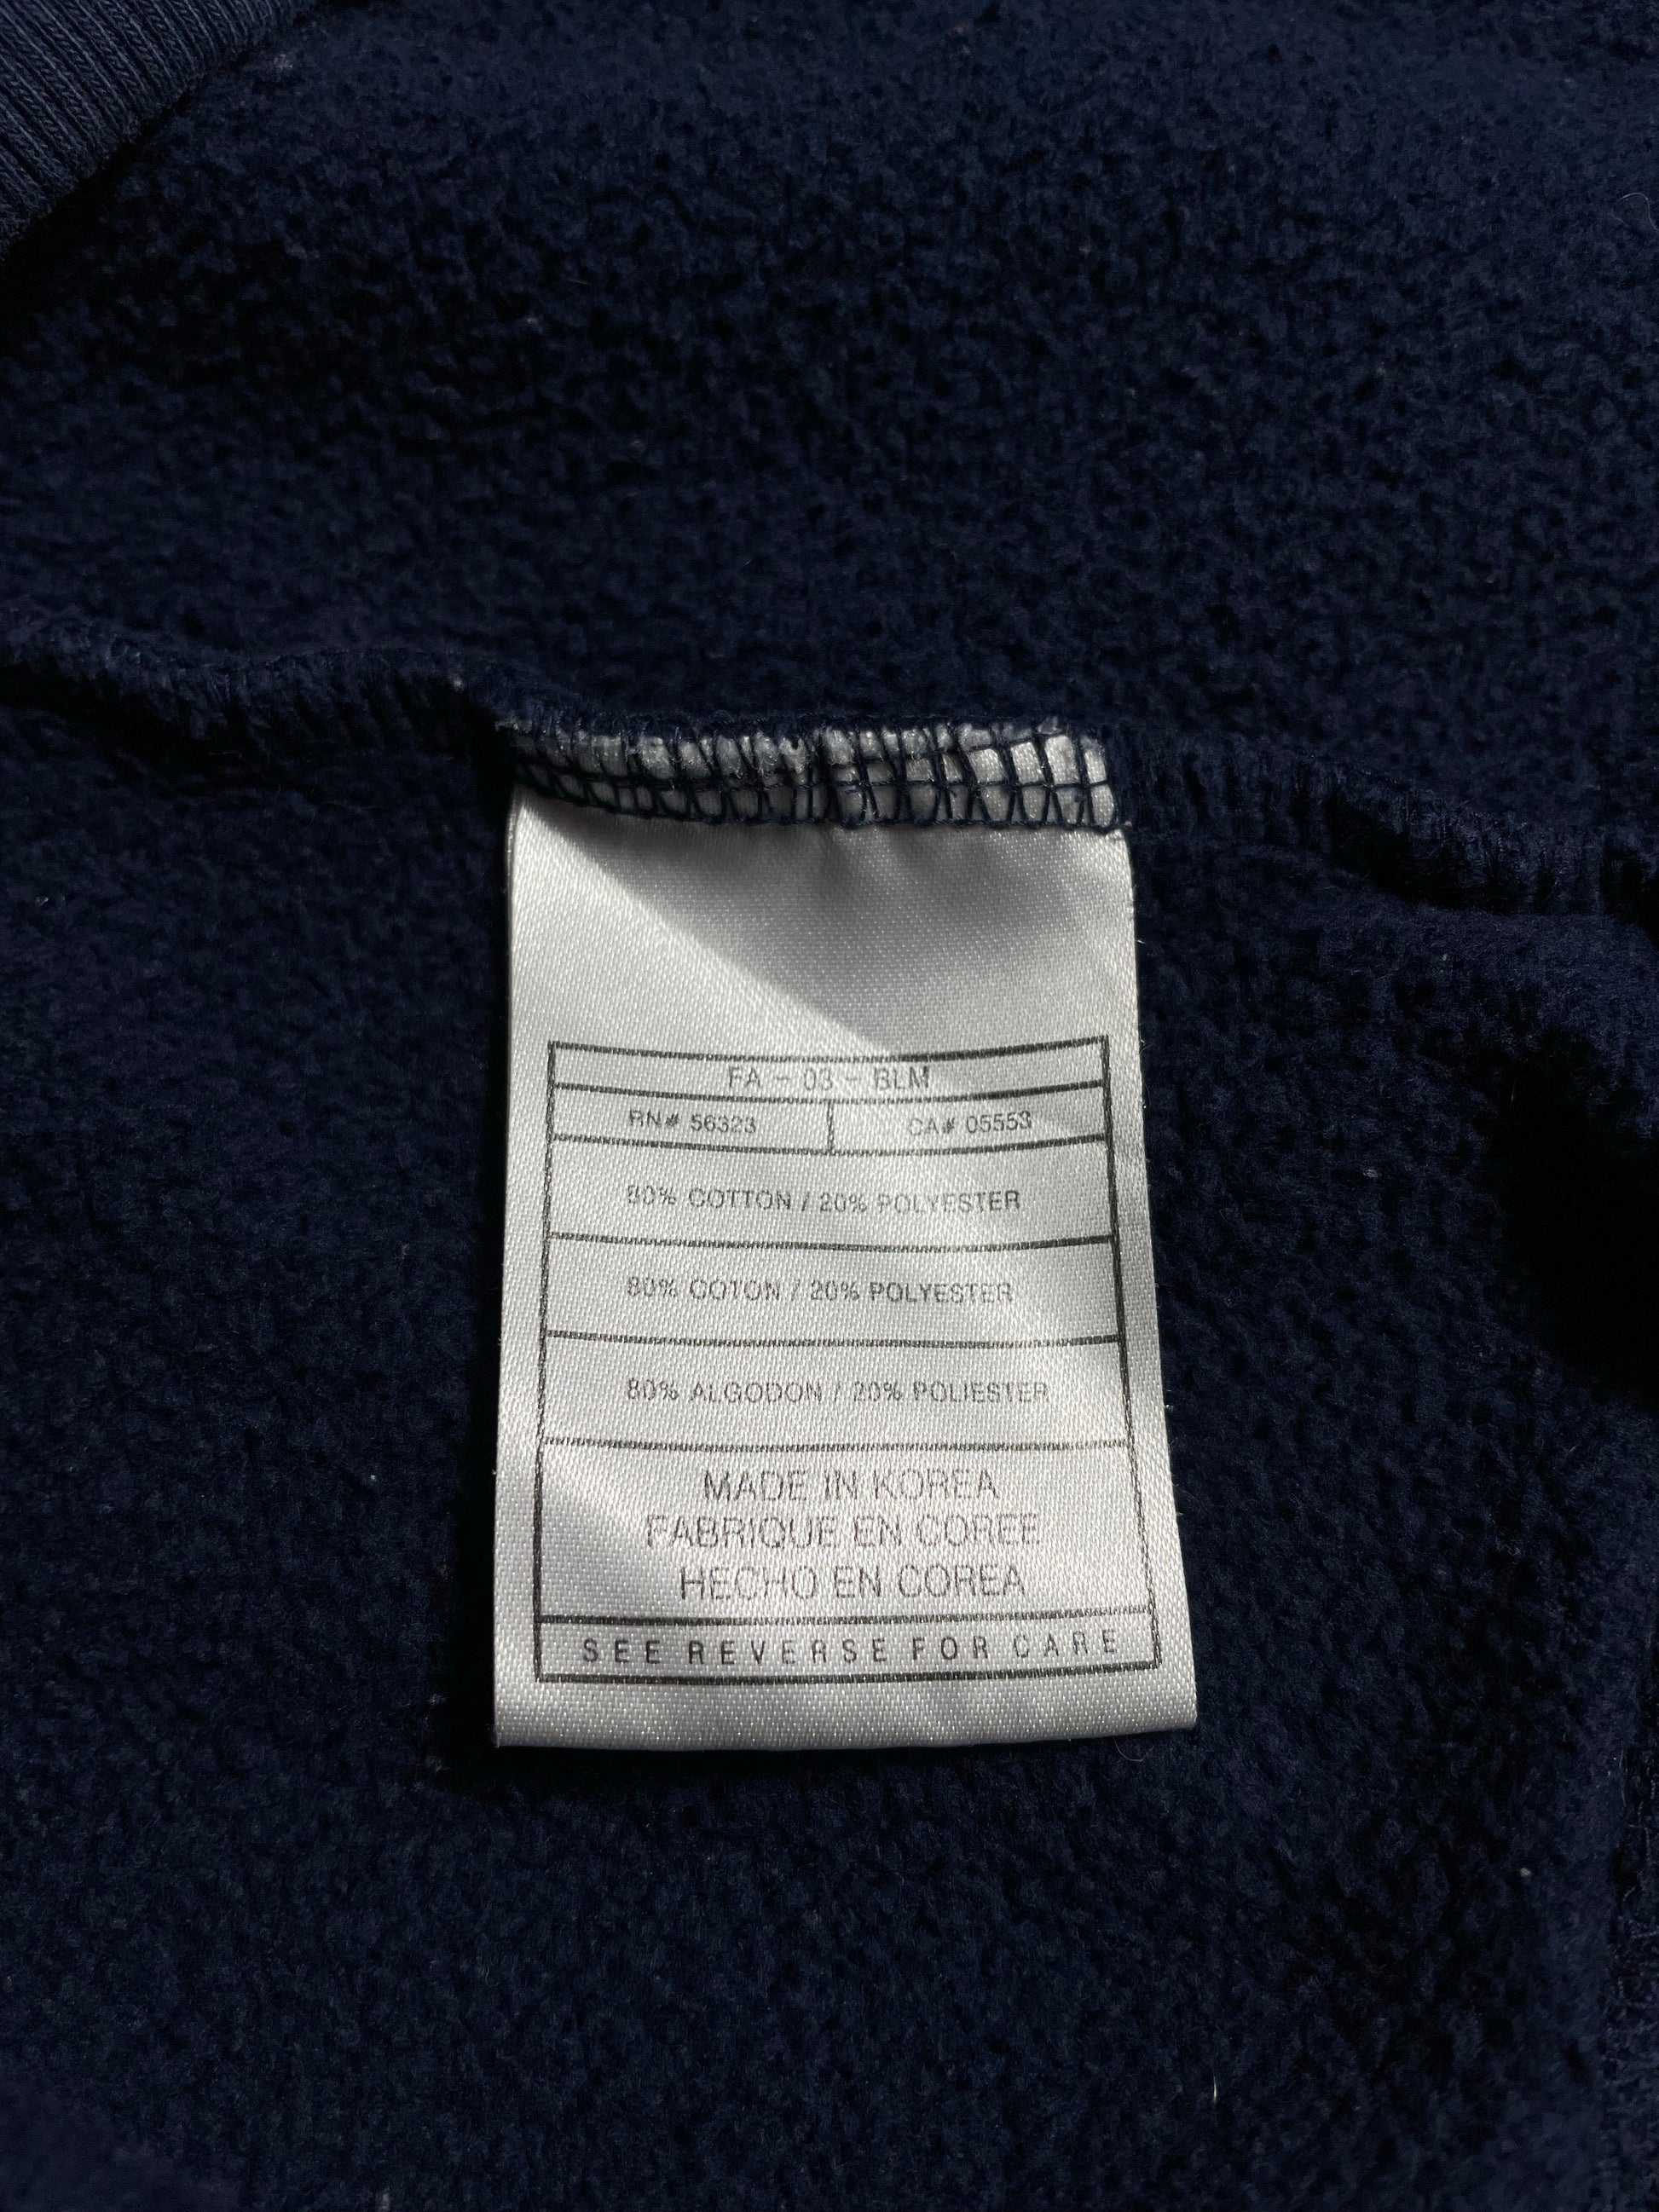 FA - 03 - BLM
RN# 56323 CA# 05553
80% COTTON / 20% POLYESTER
80% COTON / 20% POLYESTER
80% ALGODON / 20% POLIESTER
MADE IN KOREA
FABRIQUE EN COREE
HECHO EN COREA
SEE REVERSE FOR CARE